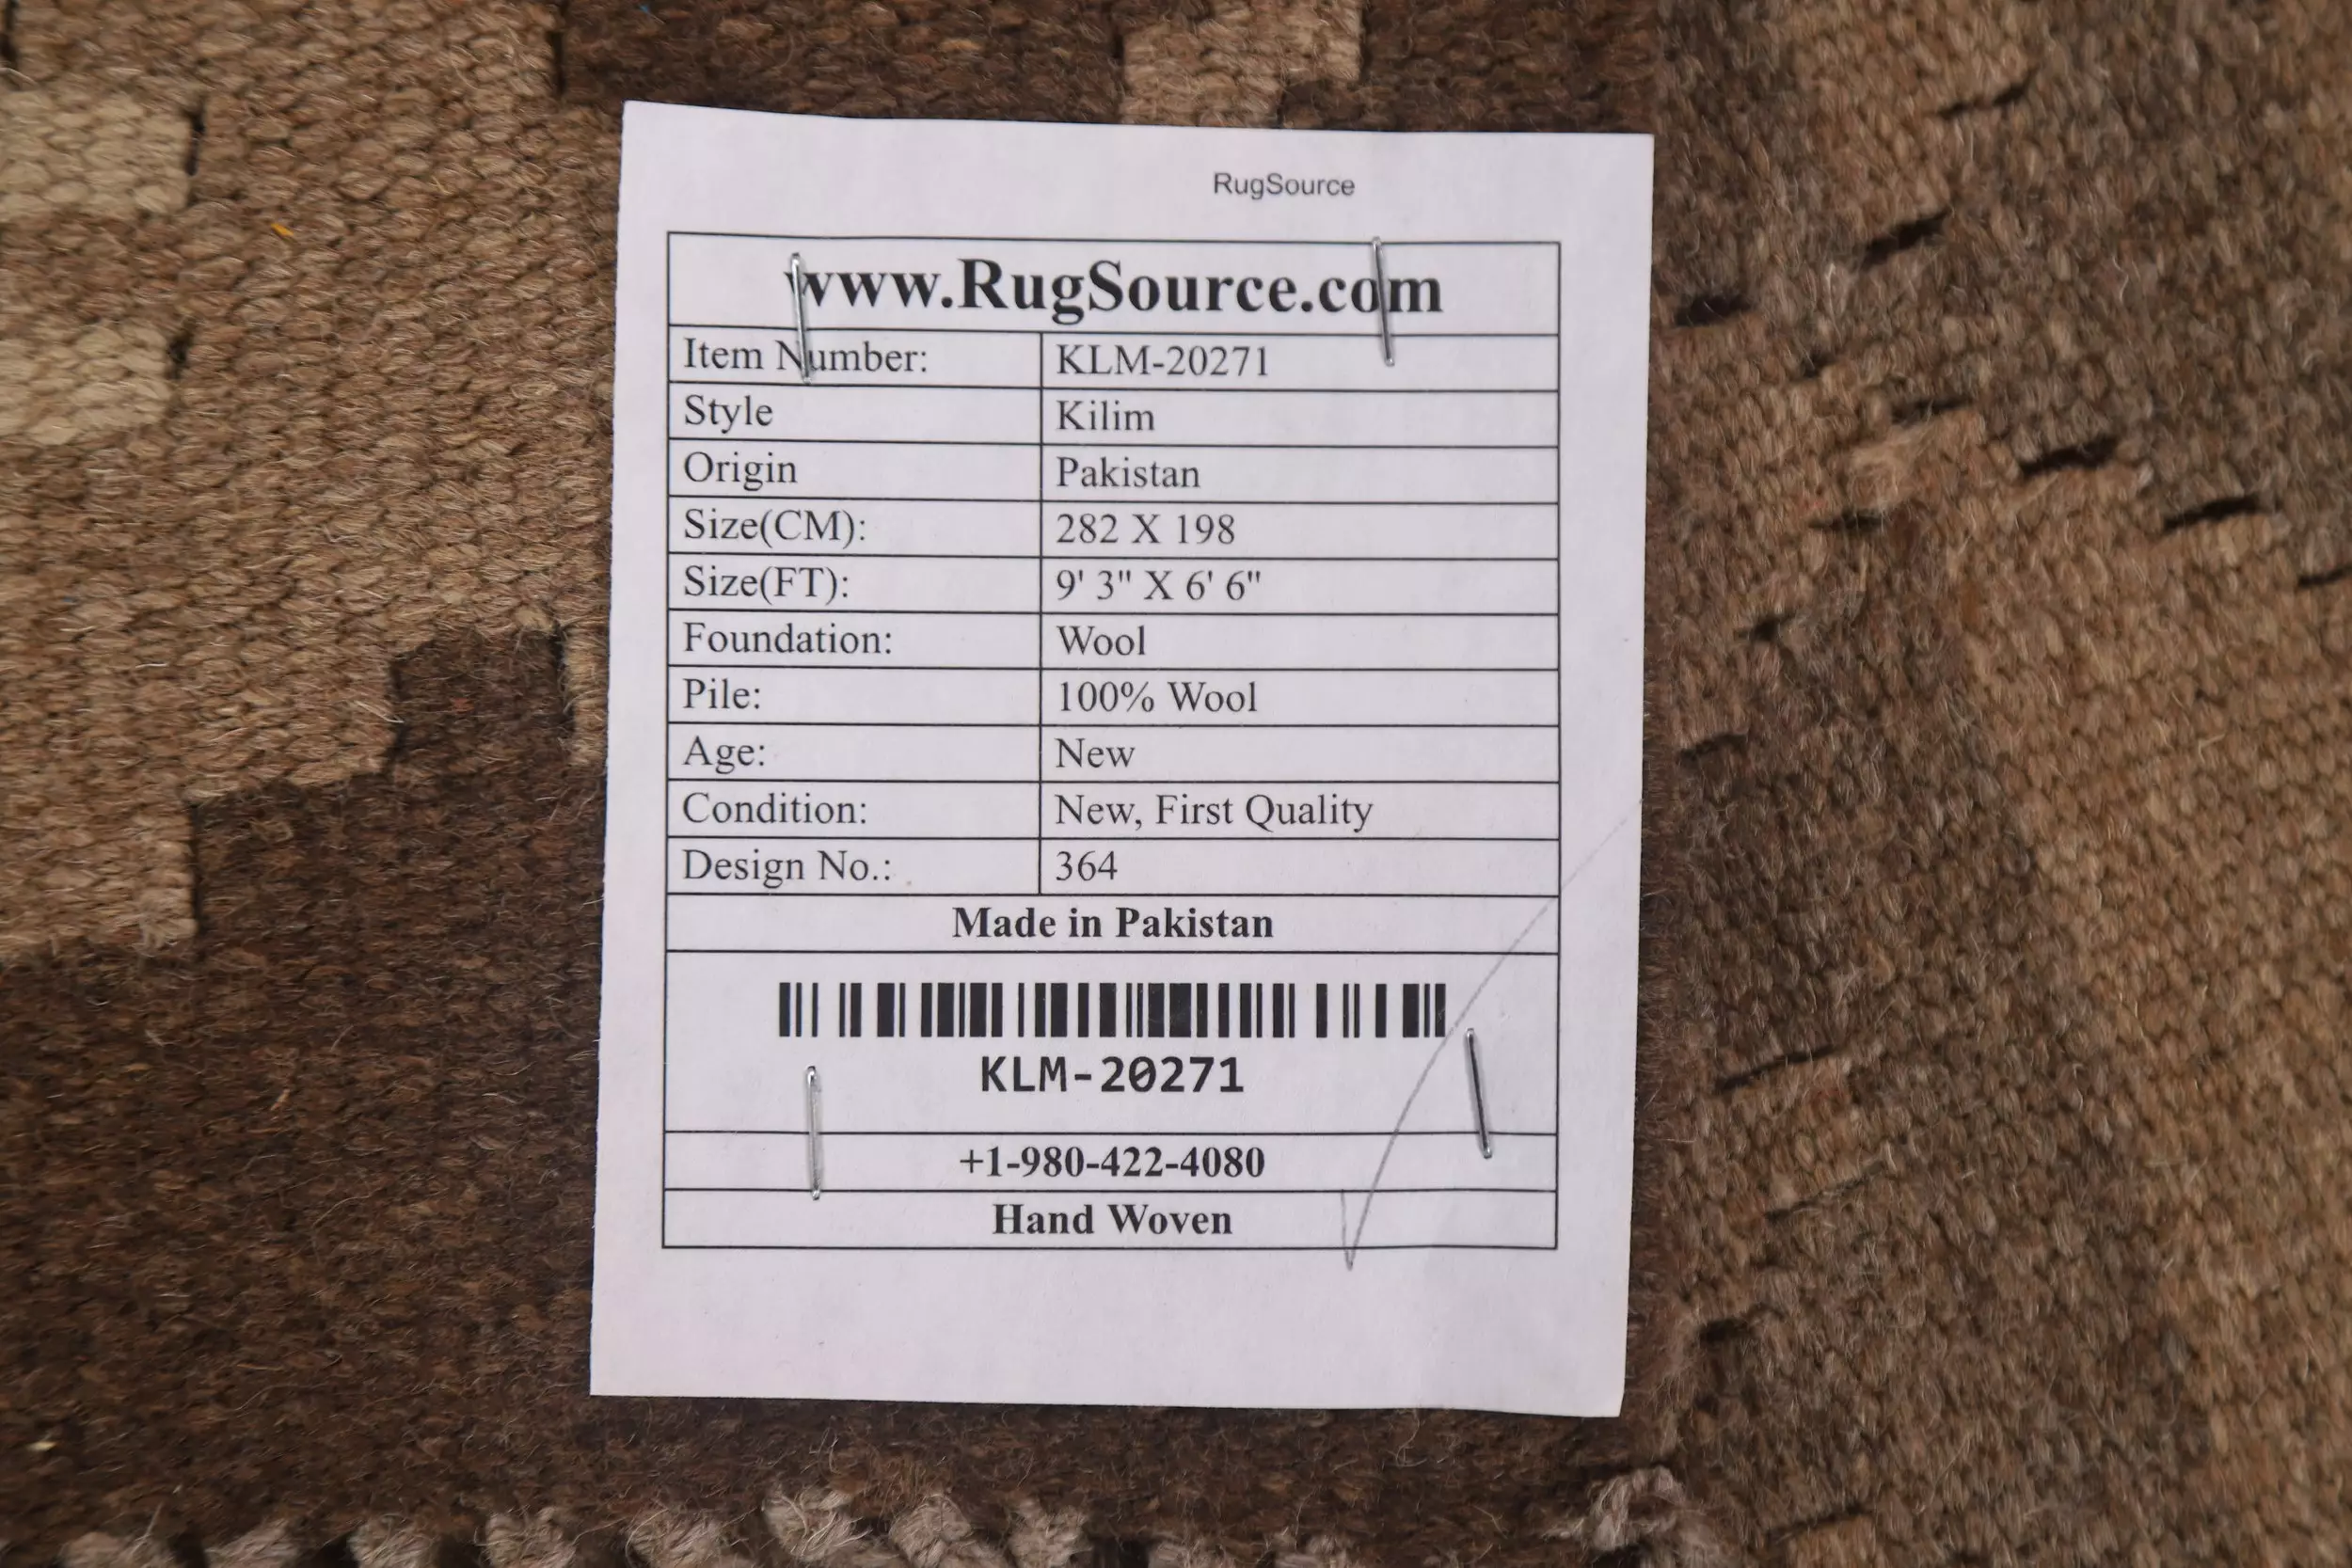 RugSource
www.RugSource.com
Item Number: KLM-20271
Style Kilim
Origin Pakistan
Size(CM): 282 X 198
Size(FT): 9' 3" X 6' 6"
Foundation: Wool
Pile: 100% Wool
Age: New
Condition: New, First Quality
Design No.: 364
Made in Pakistan
KLM-20271
+1-980-422-4080
Hand Woven